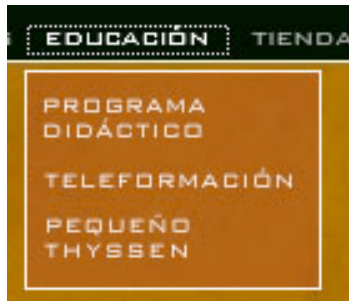 EDUCACIÓN TIENDA
PROGRAMA
DIDÁCTICO
TELEFORMACIÓN
PEQUEÑO
THYSSEN